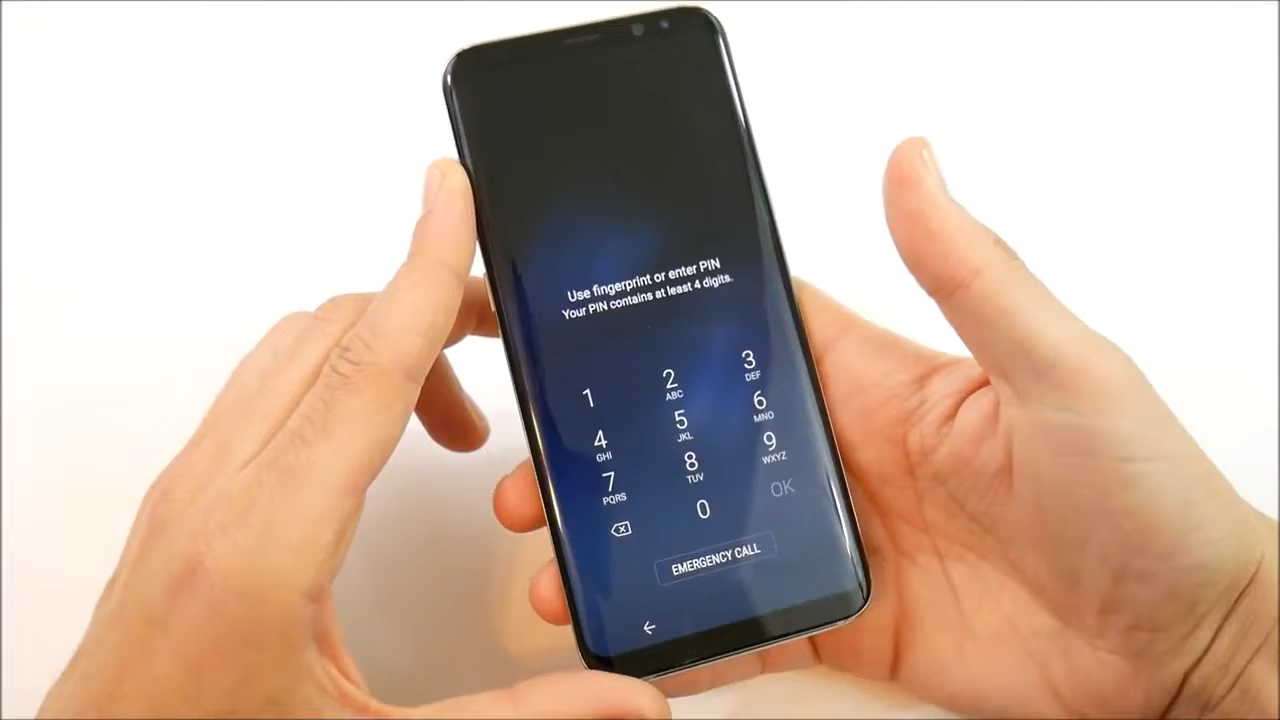 Use fingerprint or enter PIN
Your PIN contains at least 4 digits.
1 2 ABC 3 DEF
4 GHI 5 JKL 6 MNO
7 PQRS 8 TUV 9 WXYZ
0 OK
EMERGENCY CALL